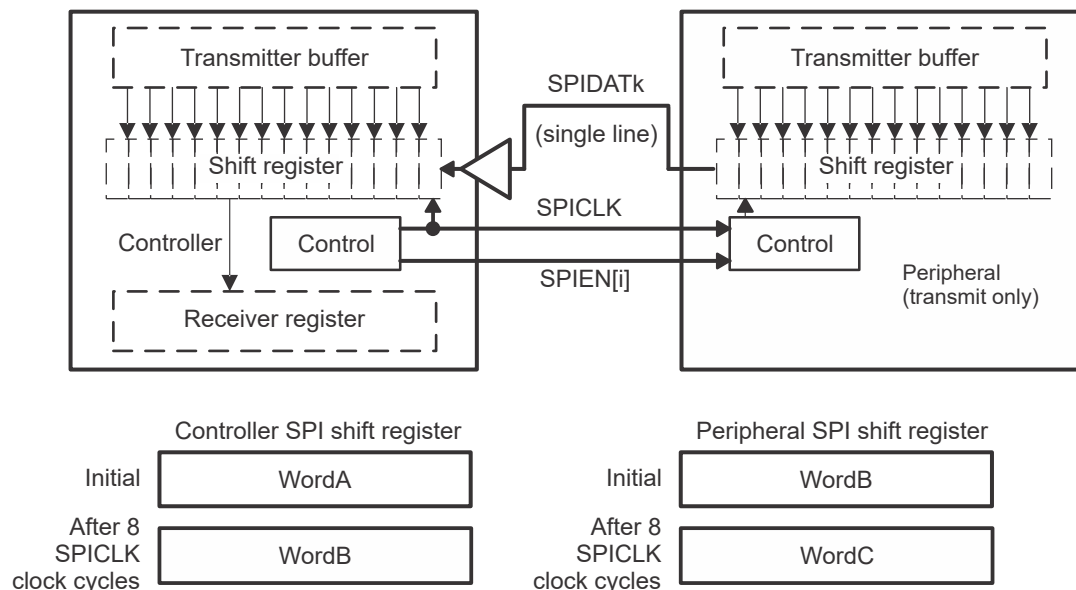 Transmitter buffer
Transmitter buffer
SPIDATk
(single line)
Shift register
Shift register
SPICLK
Controller
Control
Control
SPIEN[i]
Peripheral
(transmit only)
Receiver register
Controller SPI shift register
Peripheral SPI shift register
Initial
WordA
Initial
WordB
After 8
SPICLK
clock cycles
WordB
After 8
SPICLK
clock cycles
WordC